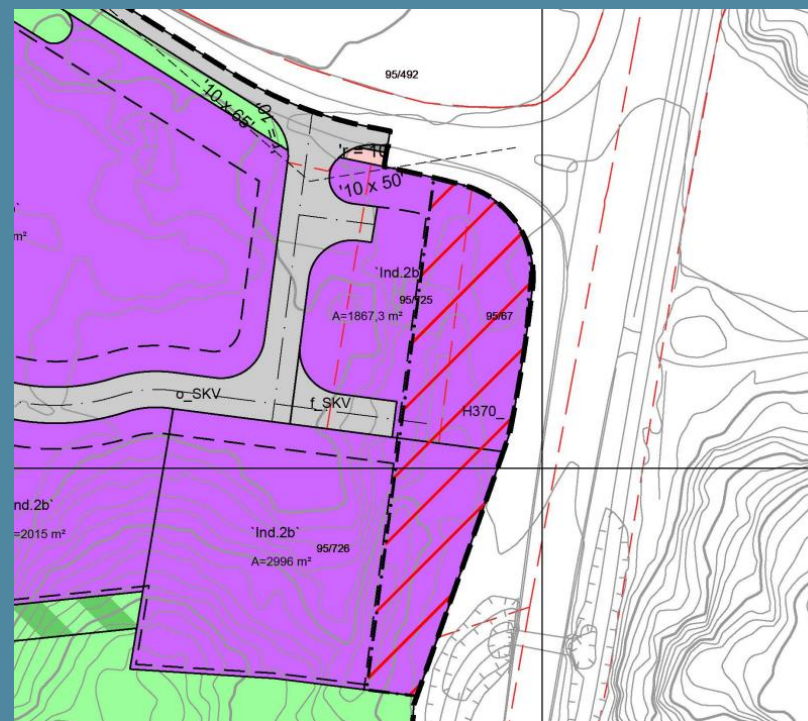 95/492
'10 x 65'
'r = 10'
'10 x 50'
m²
`Ind.2b`
95/725
A=1867,3 m²
95/67
o_SKV
f_SKV
H370_
nd.2b`
=2015 m²
`Ind.2b`
95/726
A=2996 m²